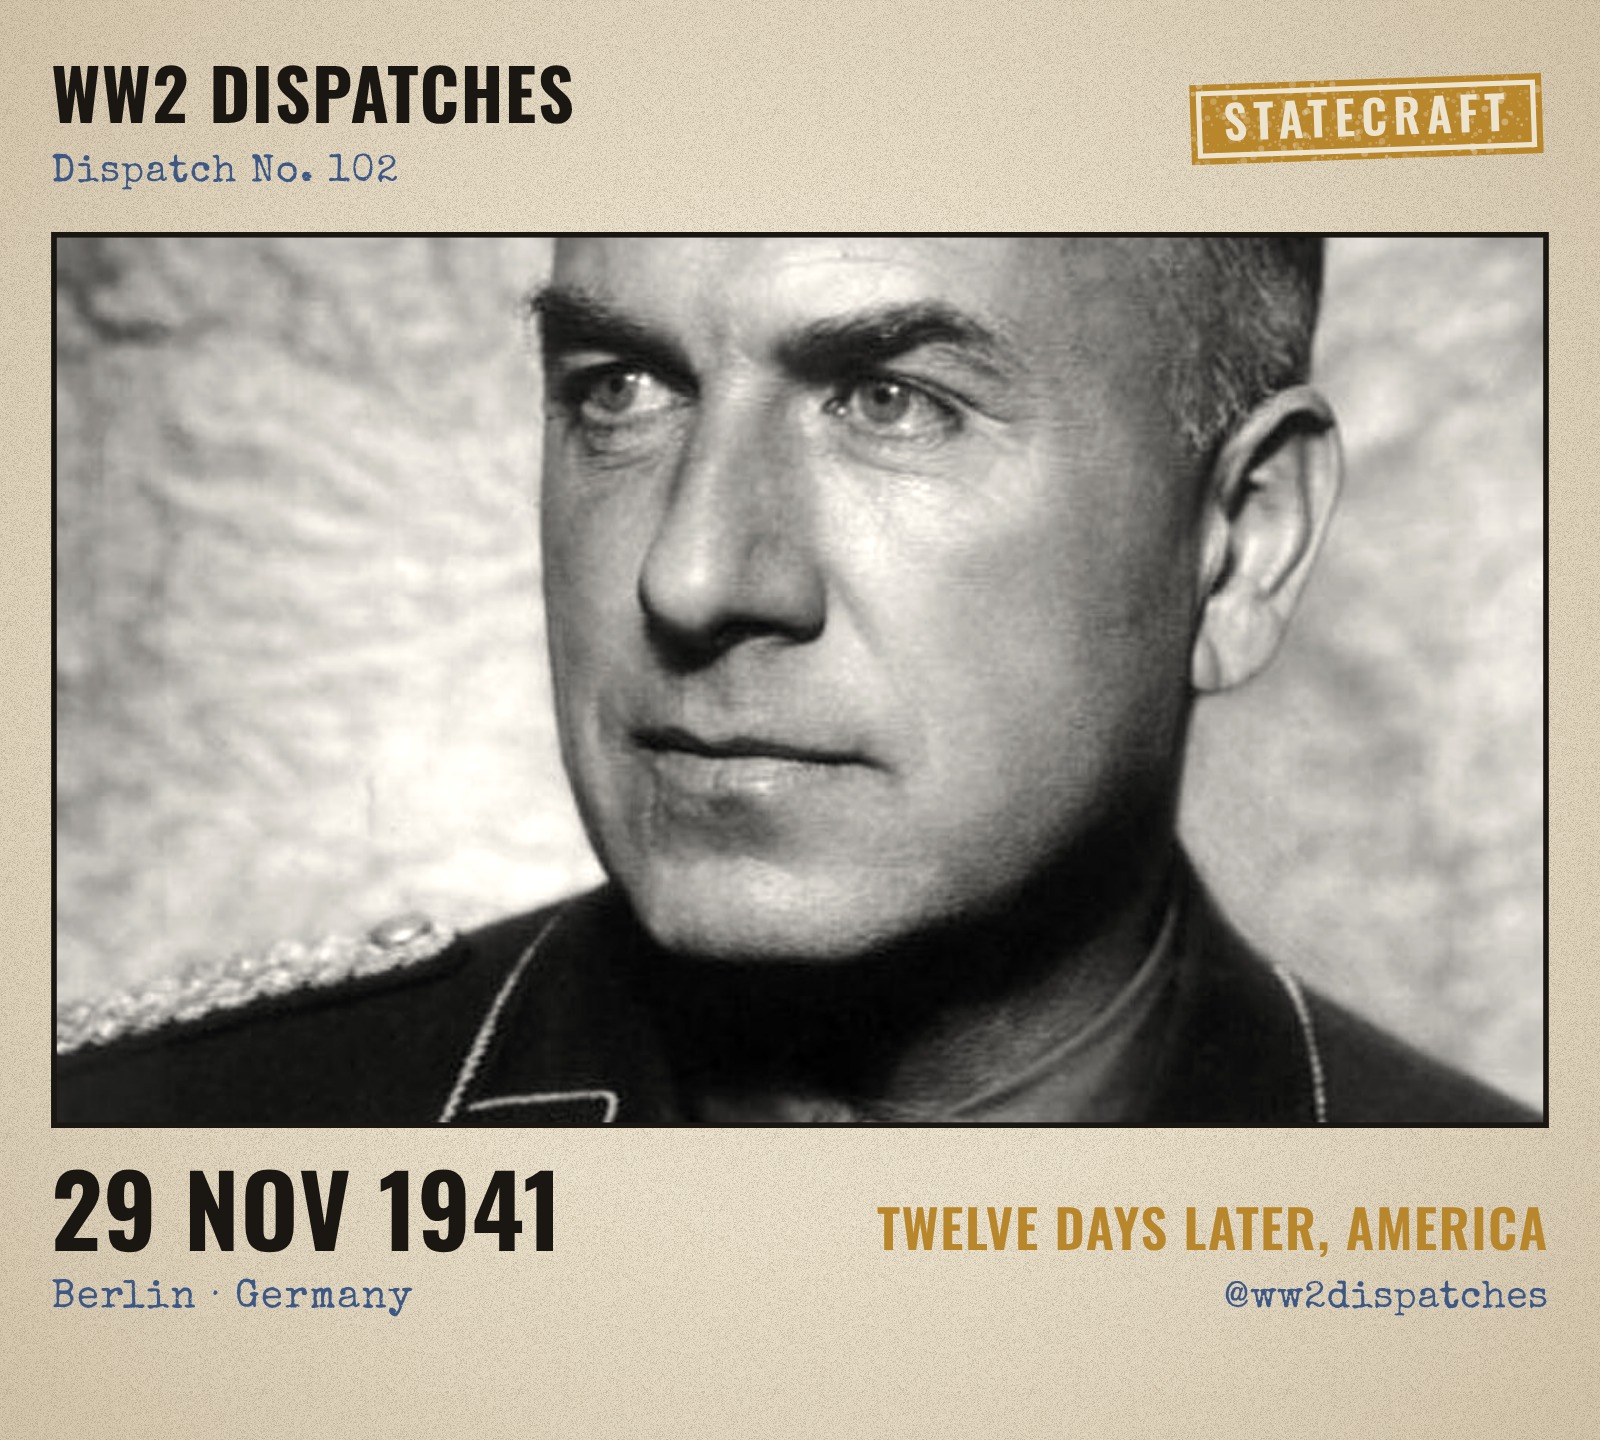 WW2 DISPATCHES
Dispatch No. 102
STATECRAFT
29 NOV 1941
Berlin · Germany
TWELVE DAYS LATER, AMERICA
@ww2dispatches